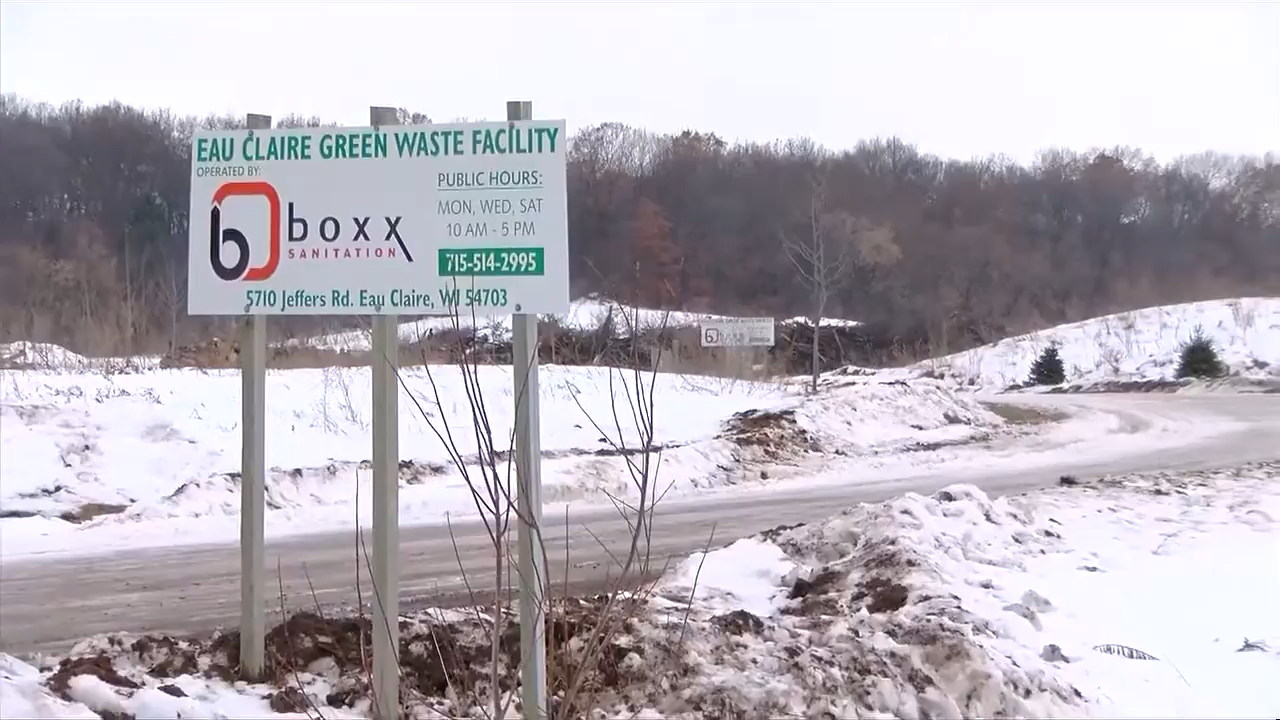 EAU CLAIRE GREEN WASTE FACILITY
OPERATED BY:
b boxx
SANITATION
PUBLIC HOURS:
MON, WED, SAT
10 AM - 5 PM
715-514-2995
5710 Jeffers Rd. Eau Claire, WI 54703